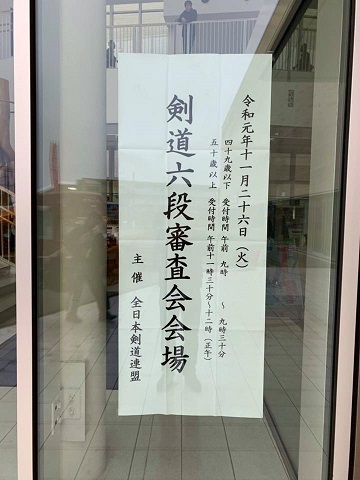 令和元年十一月二十六日(火)
四十九歳以下 受付時間 午前 九時 ～ 九時三十分
五十歳以上 受付時間 午前十一時三十分～十二時(正午)
剣道六段審査会会場
主催 全日本剣道連盟